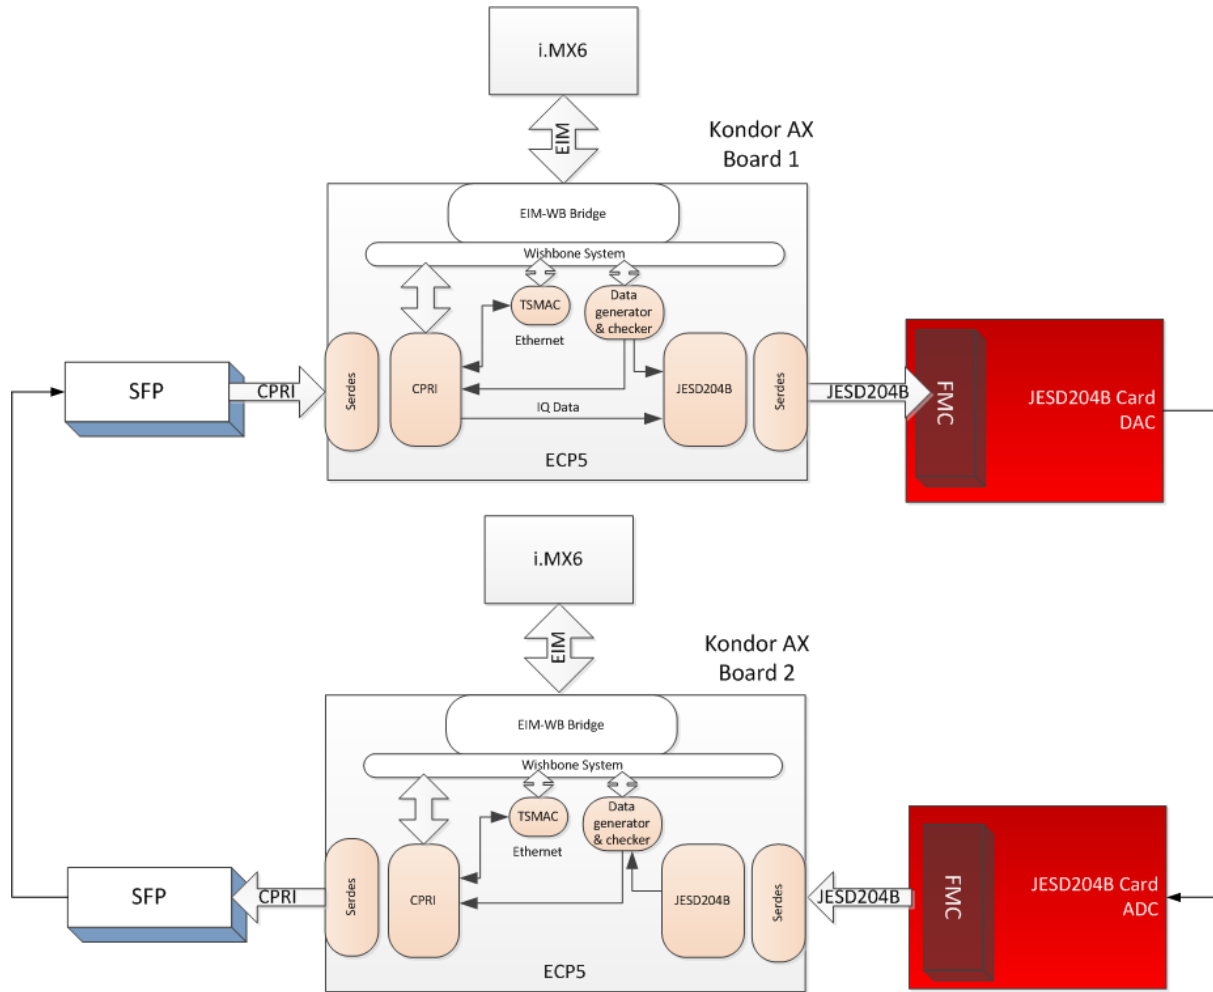 i.MX6
EIM
Kondor AX
Board 1
EIM-WB Bridge
Wishbone System
TSMAC
Ethernet
Data
generator
& checker
SFP
CPRI
Serdes
CPRI
IQ Data
JESD204B
Serdes
JESD204B
FMC
JESD204B Card
DAC
ECP5
i.MX6
EIM
Kondor AX
Board 2
EIM-WB Bridge
Wishbone System
TSMAC
Ethernet
Data
generator
& checker
SFP
CPRI
Serdes
CPRI
JESD204B
Serdes
JESD204B
FMC
JESD204B Card
ADC
ECP5